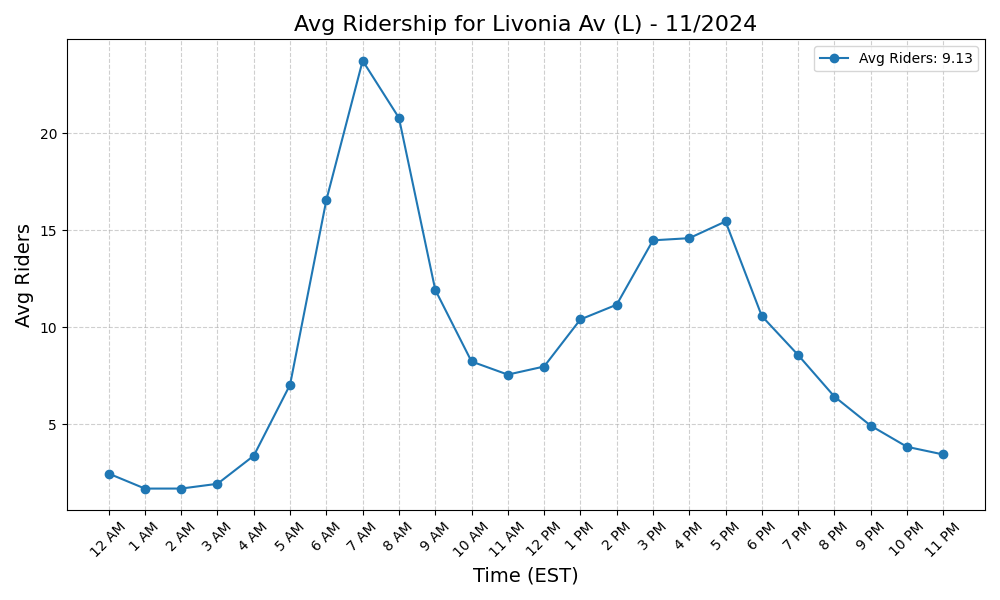 Avg Ridership for Livonia Av (L) - 11/2024
Avg Riders: 9.13
Avg Riders
20
15
10
5
12 AM
1 AM
2 AM
3 AM
4 AM
5 AM
6 AM
7 AM
8 AM
9 AM
10 AM
11 AM
12 PM
1 PM
2 PM
3 PM
4 PM
5 PM
6 PM
7 PM
8 PM
9 PM
10 PM
11 PM
Time (EST)